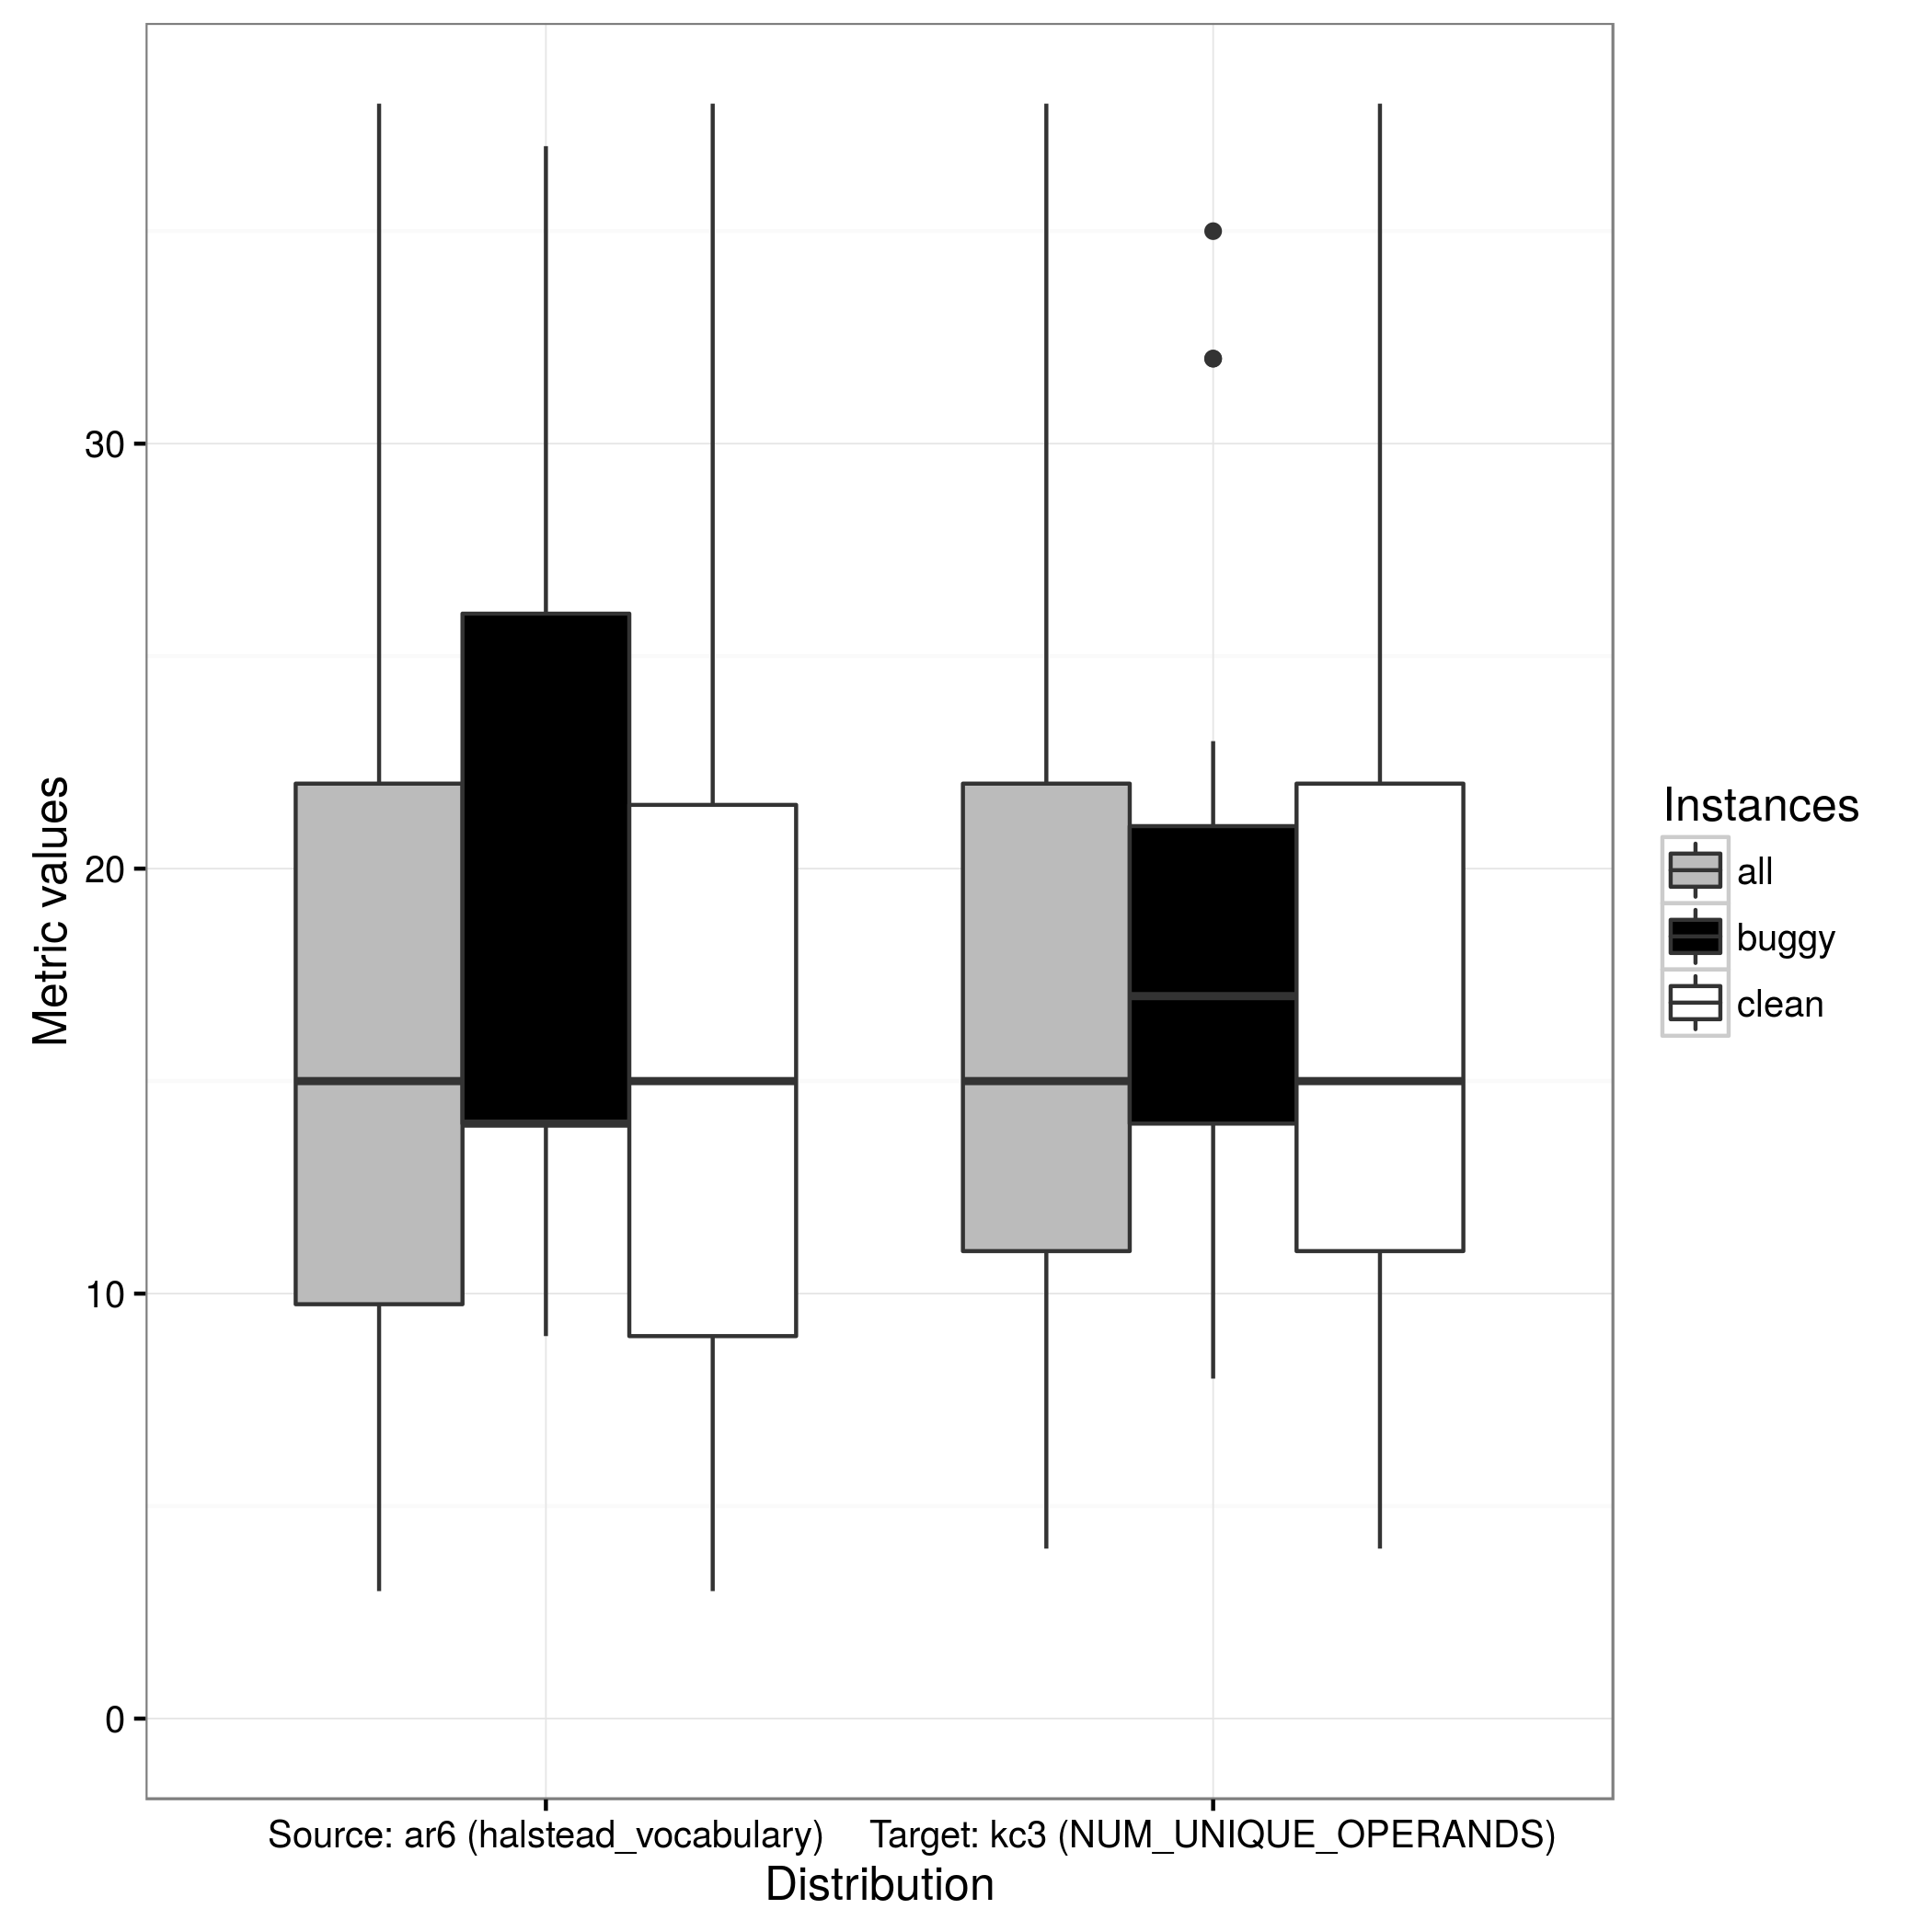 Metric values
30
20
10
0
Source: ar6 (halstead_vocabulary)
Target: kc3 (NUM_UNIQUE_OPERANDS)
Distribution
Instances
all
buggy
clean